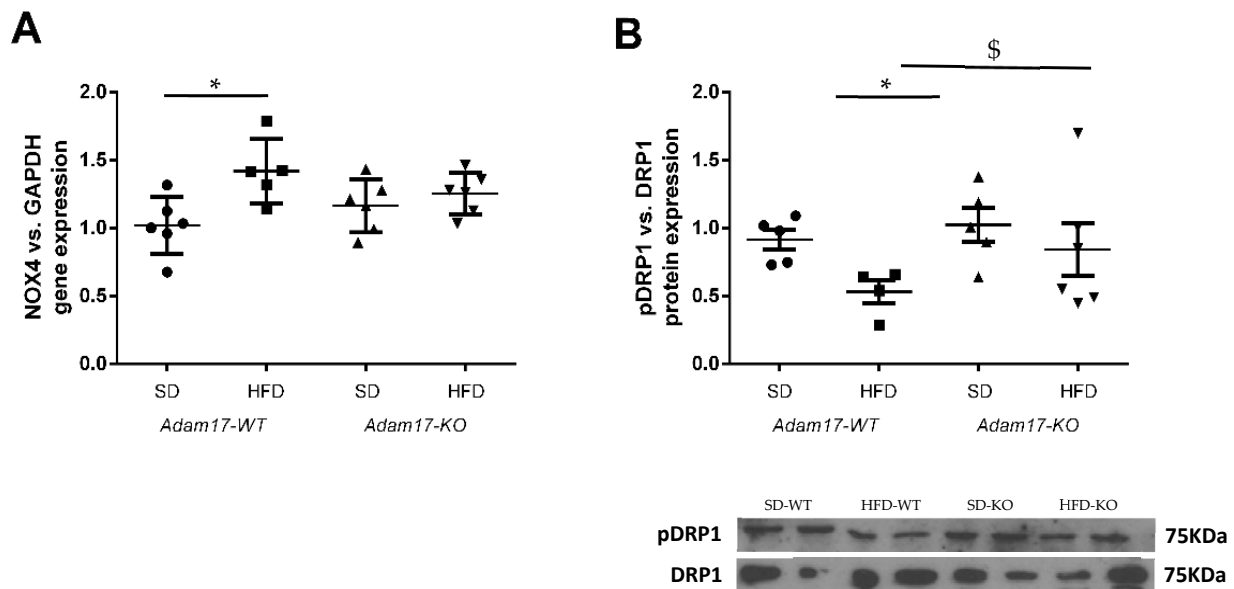 A
NOX4 vs. GAPDH
gene expression
2.0
1.5
1.0
0.5
0.0
*
SD
HFD
SD
HFD
Adam17-WT
Adam17-KO
B
pDRP1 vs. DRP1
protein expression
2.0
1.5
1.0
0.5
0.0
*
$
SD
HFD
SD
HFD
Adam17-WT
Adam17-KO
SD-WT
HFD-WT
SD-KO
HFD-KO
pDRP1
75KDa
DRP1
75KDa